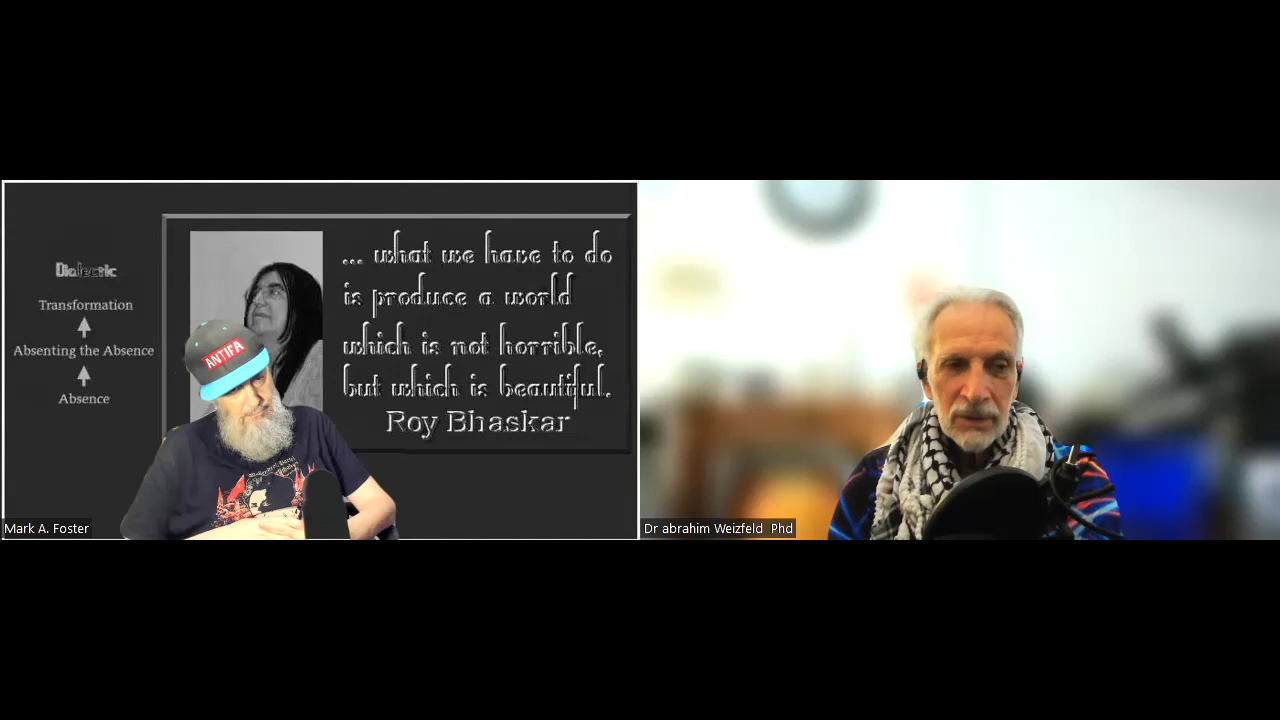 Dialectic
Transformation
Absenting the Absence
Absence
... what we have to do
is produce a world
which is not horrible,
but which is beautiful.
Roy Bhaskar
ANTIFA
Mark A. Foster
Dr abrahim Weizfeld Phd